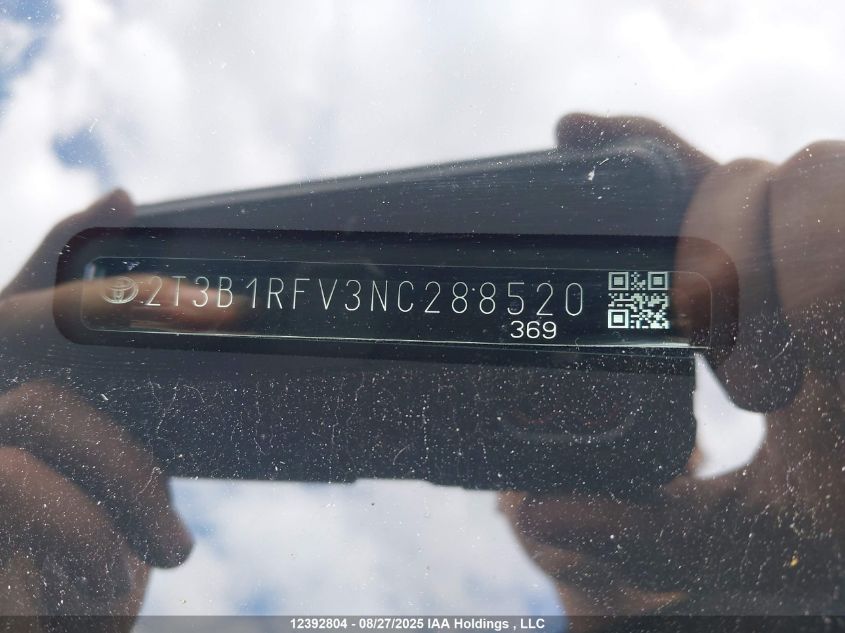 2T3B1RFV3NC288520
369
12392804 - 08/27/2025 IAA Holdings , LLC